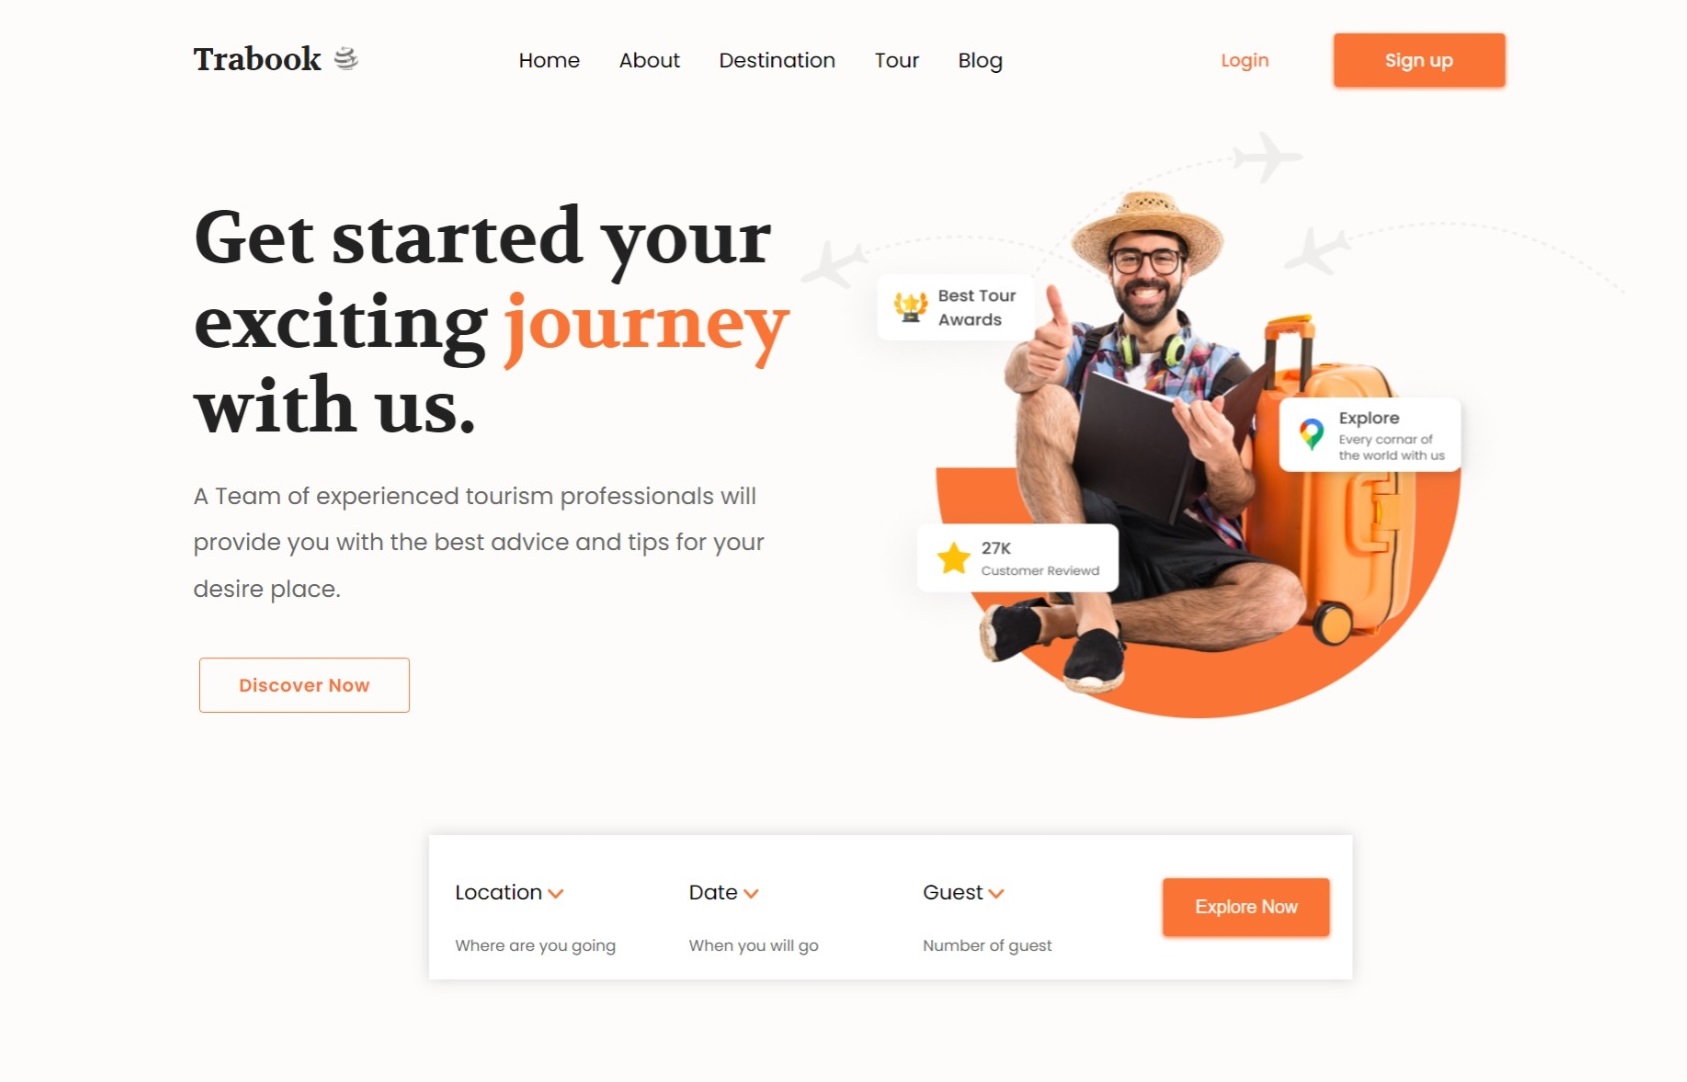 Trabook
Home About Destination Tour Blog
Login
Sign up
Get started your
exciting journey
with us.
A Team of experienced tourism professionals will
provide you with the best advice and tips for your
desire place.
Discover Now
Best Tour
Awards
Explore
Every cornar of
the world with us
27K
Customer Reviewd
Location
Where are you going
Date
When you will go
Guest
Number of guest
Explore Now